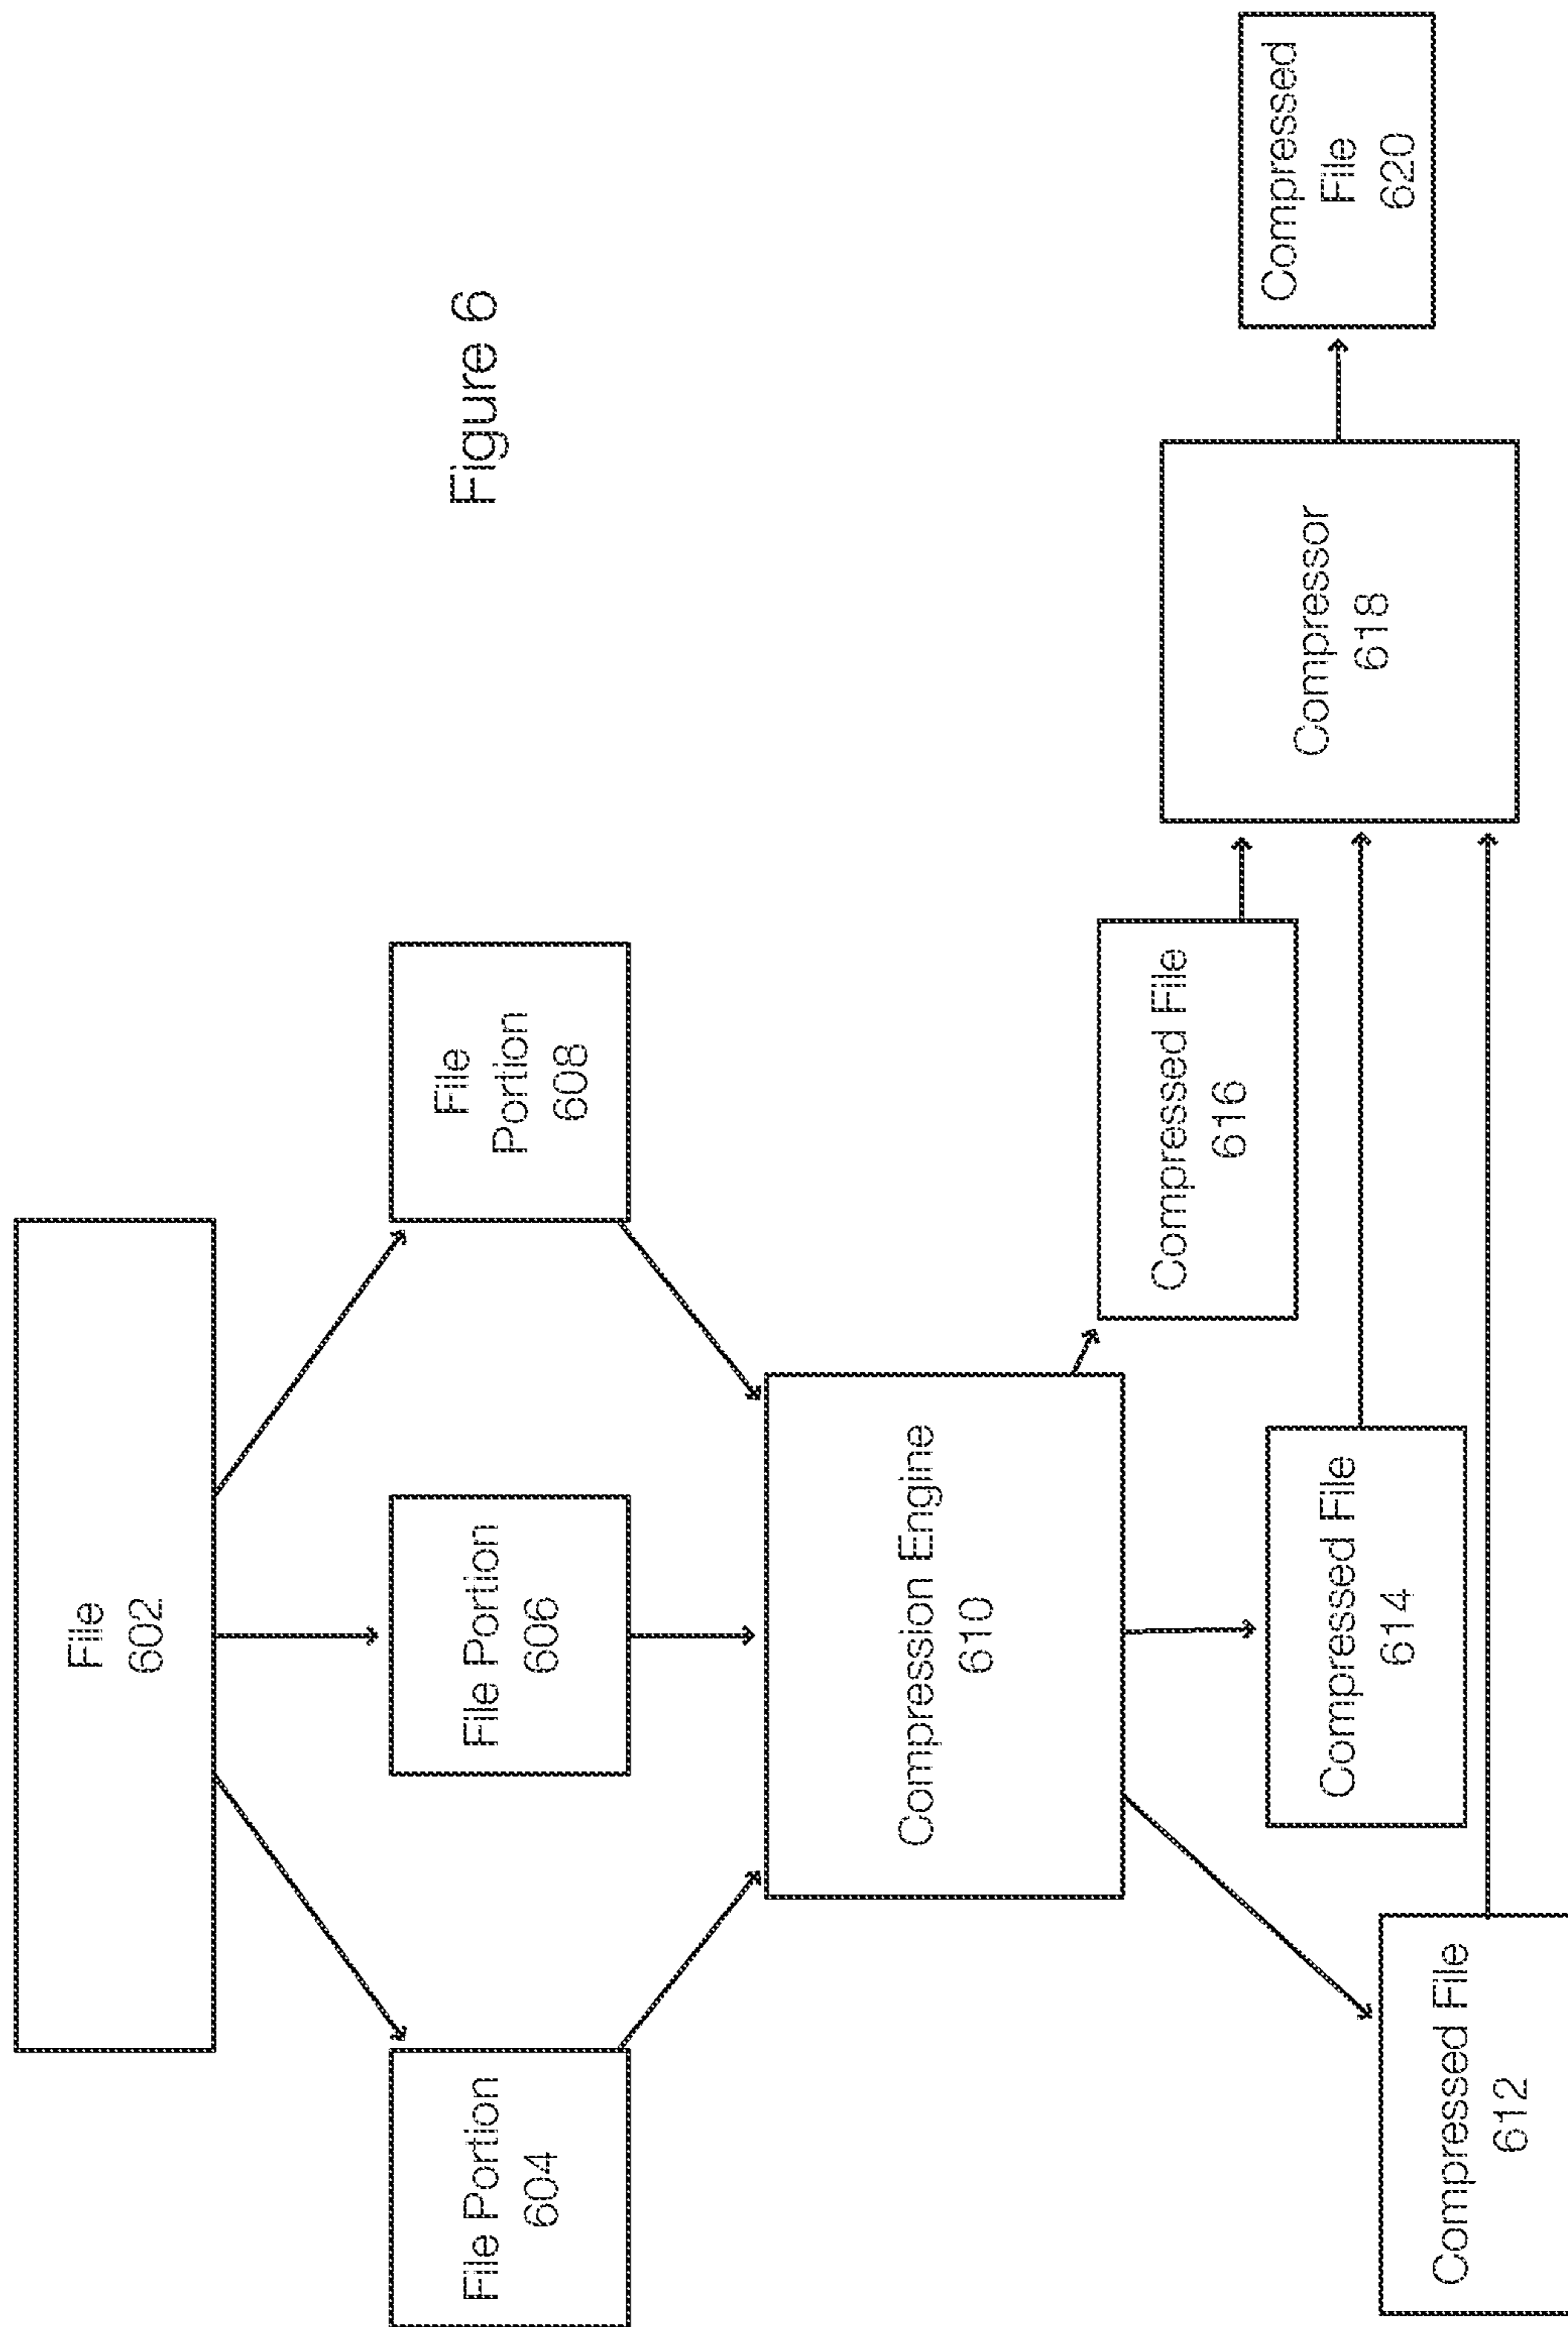 Figure 6
File
602
File Portion
604
File Portion
606
File
Portion
608
Compression Engine
610
Compressed File
612
Compressed File
614
Compressed File
616
Compressor
618
Compressed
File
620